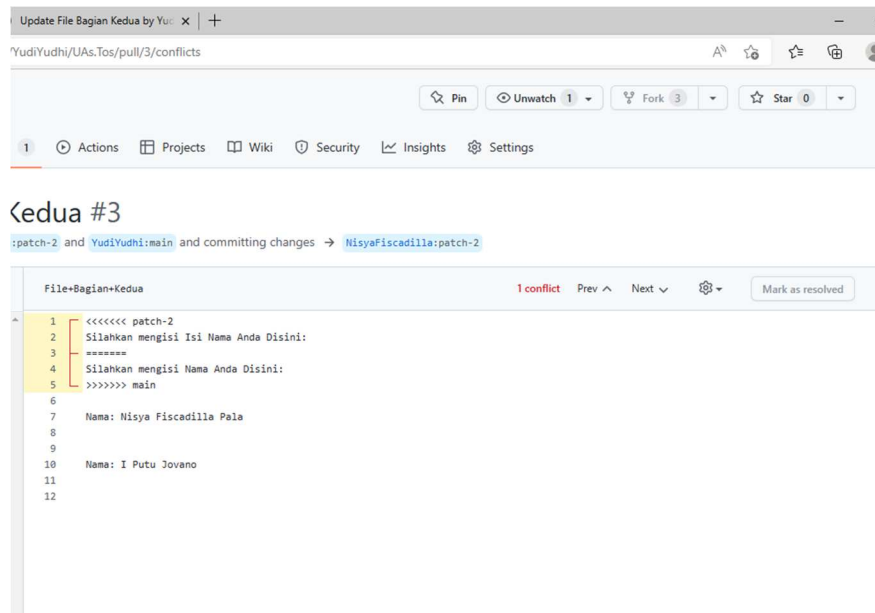 Update File Bagian Kedua by Yu
/YudiYudhi/UAs.Tos/pull/3/conflicts
Pin
Unwatch 1
Fork 3
Star 0
1 Actions Projects Wiki Security Insights Settings
Kedua #3
:patch-2 and YudiYudhi:main and committing changes → NisyaFiscadilla:patch-2
File+Bagian+Kedua 1 conflict Prev Next Mark as resolved
1 <<<<<<< patch-2
2 Silahkan mengisi Isi Nama Anda Disini:
3 =======
4 Silahkan mengisi Nama Anda Disini:
5 >>>>>>> main
6
7 Nama: Nisya Fiscadilla Pala
8
9
10 Nama: I Putu Jovano
11
12